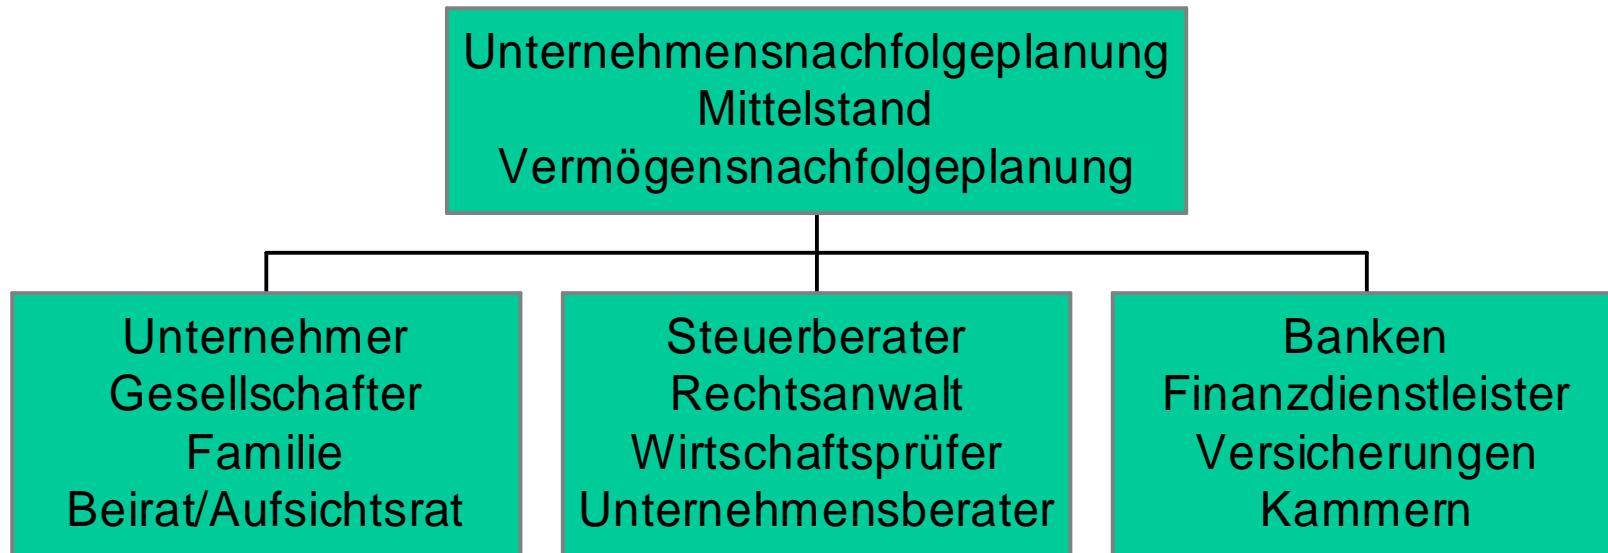 Unternehmensnachfolgeplanung
Mittelstand
Vermögensnachfolgeplanung
Unternehmer
Gesellschafter
Familie
Beirat/Aufsichtsrat
Steuerberater
Rechtsanwalt
Wirtschaftsprüfer
Unternehmensberater
Banken
Finanzdienstleister
Versicherungen
Kammern